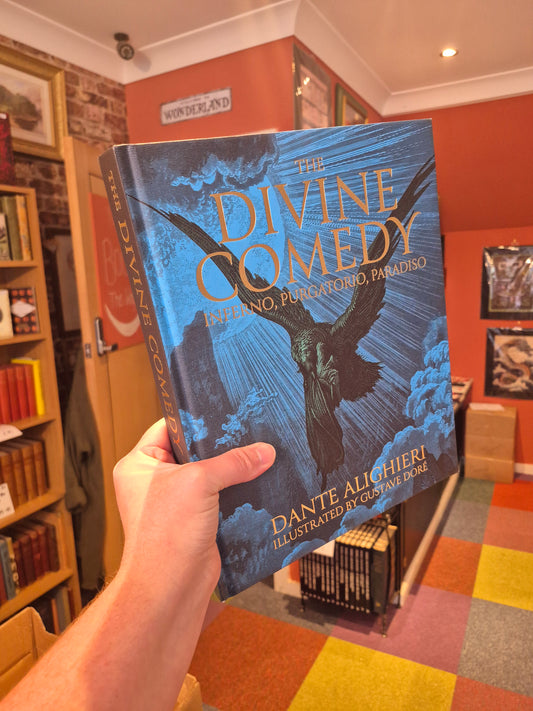 WONDERLAND
THE
DIVINE
COMEDY
INFERNO, PURGATORIO, PARADISO
DANTE ALIGHIERI
ILLUSTRATED BY GUSTAVE DORÉ
THE DIVINE COMEDY